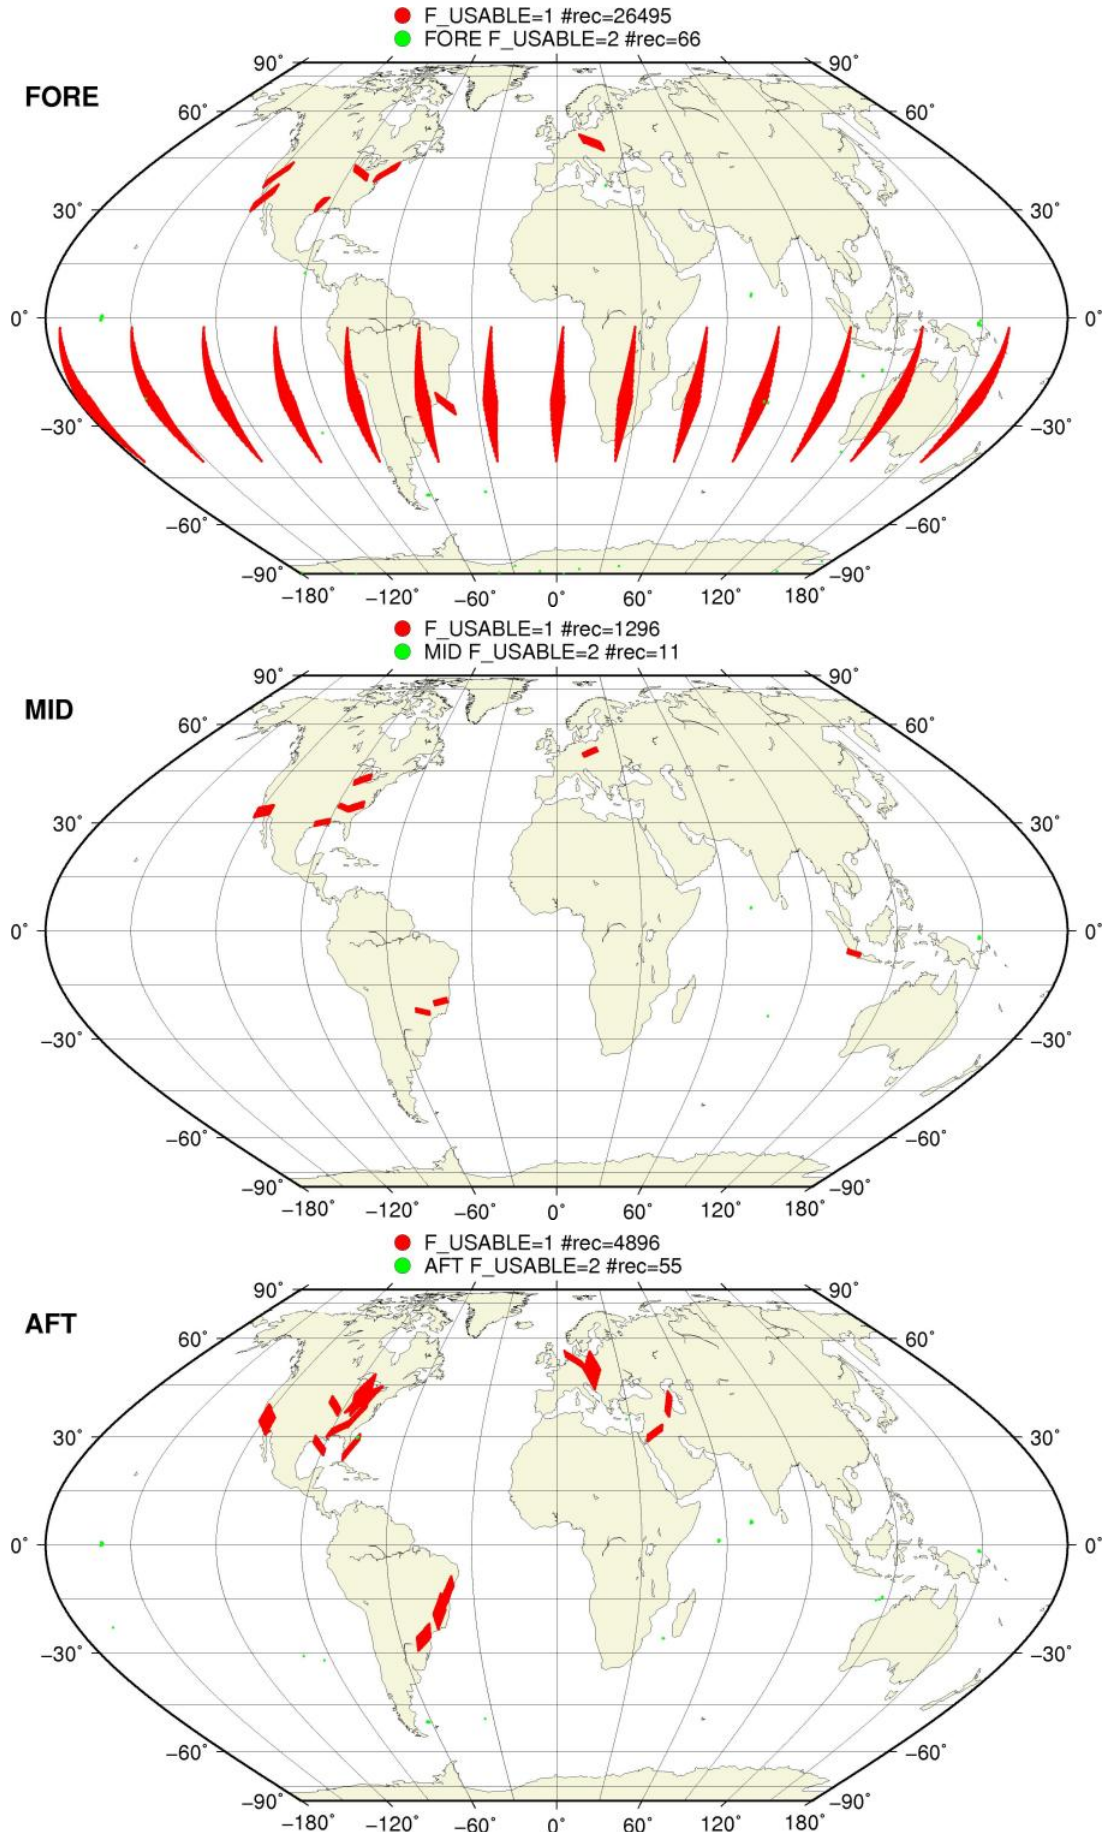 F_USABLE=1 #rec=26495
FORE F_USABLE=2 #rec=66
FORE
90° 90°
60° 60°
30° 30°
0° 0°
−30° −30°
−60° −60°
−90° −90°
−180° −120° −60° 0° 60° 120° 180°
F_USABLE=1 #rec=1296
MID F_USABLE=2 #rec=11
MID
90° 90°
60° 60°
30° 30°
0° 0°
−30° −30°
−60° −60°
−90° −90°
−180° −120° −60° 0° 60° 120° 180°
F_USABLE=1 #rec=4896
AFT F_USABLE=2 #rec=55
AFT
90° 90°
60° 60°
30° 30°
0° 0°
−30° −30°
−60° −60°
−90° −90°
−180° −120° −60° 0° 60° 120° 180°